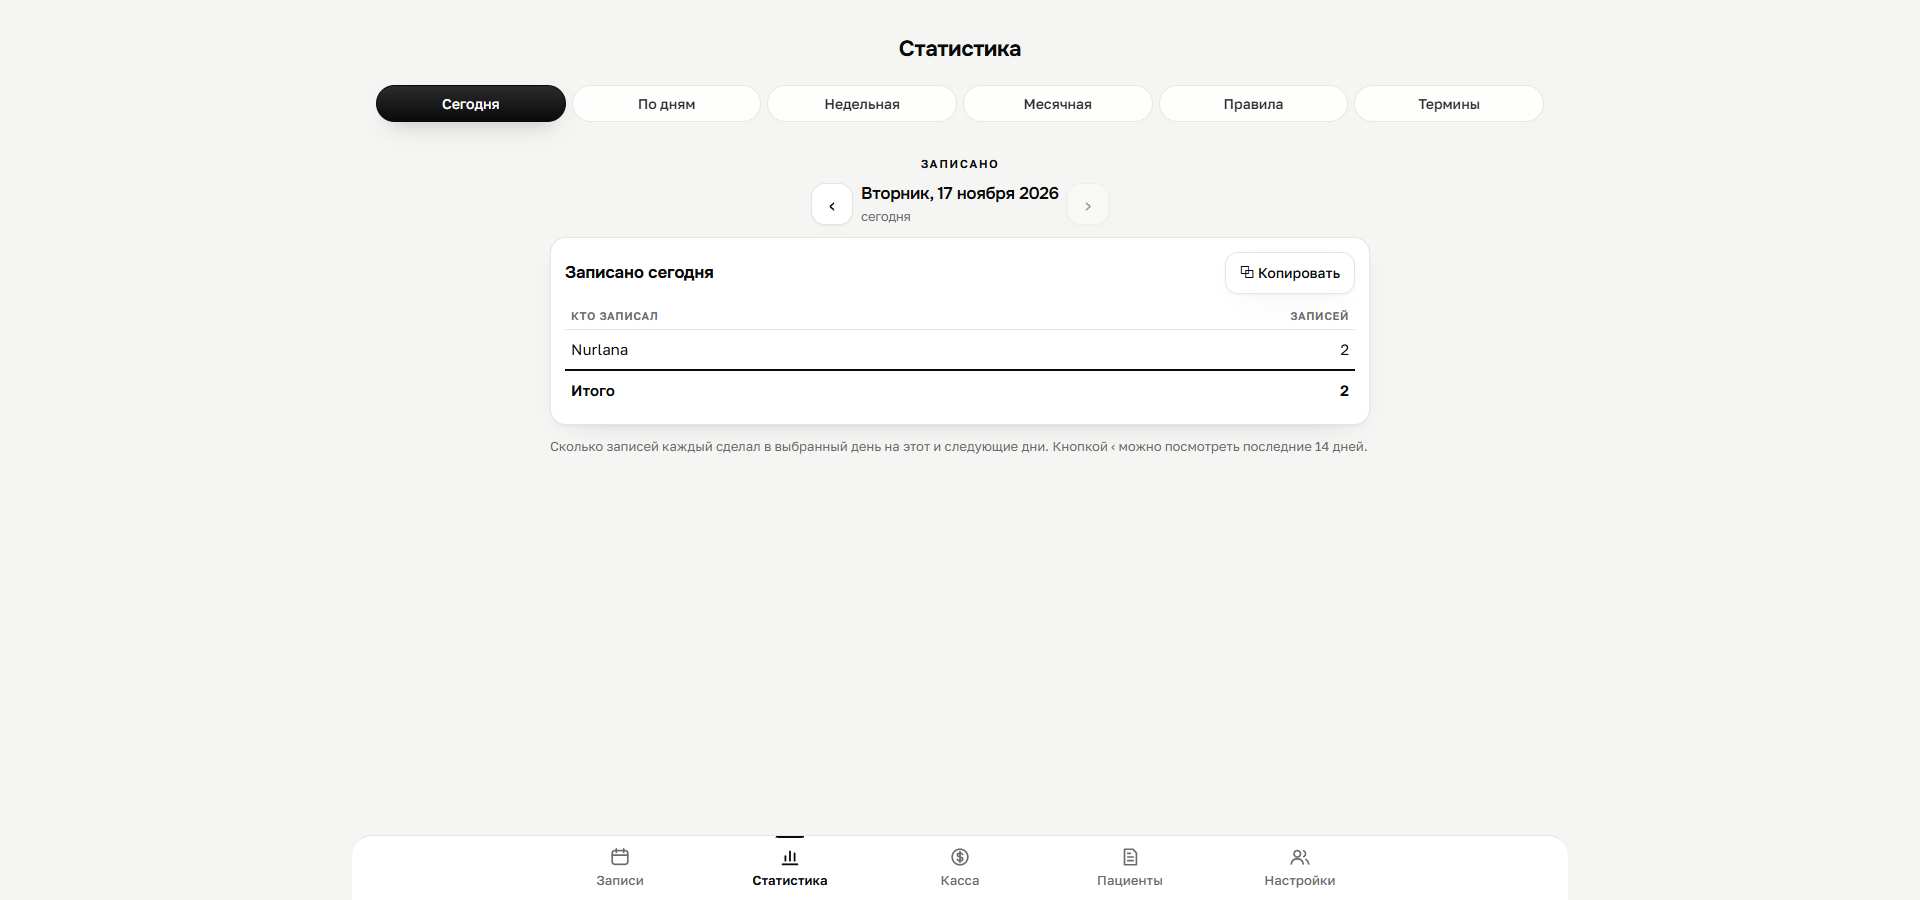 Статистика
Сегодня
По дням
Недельная
Месячная
Правила
Термины
ЗАПИСАНО
‹
Вторник, 17 ноября 2026
сегодня
›
Записано сегодня
Копировать
КТО ЗАПИСАЛ ЗАПИСЕЙ
Nurlana 2
Итого 2
Сколько записей каждый сделал в выбранный день на этот и следующие дни. Кнопкой ‹ можно посмотреть последние 14 дней.
Записи
Статистика
Касса
Пациенты
Настройки